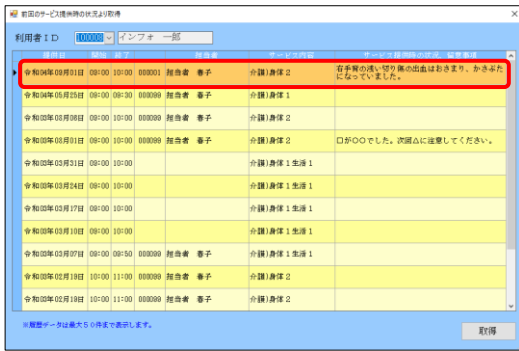 前回のサービス提供時の状況より取得
利用者ＩＤ インフォ　一郎
提供日 開始 終了 担当者 サービス内容 サービス提供時の状況、留意事項
令和04年09月01日 09:00 10:00 000001 担当者　春子 介護)身体２ 右手背の浅い切り傷の出血はおさまり、かさぶた
になっていました。
令和04年05月25日 09:00 09:30 000099 担当者　春子 介護)身体１
令和03年08月06日 09:00 10:00 000099 担当者　春子 介護)身体２
令和03年08月01日 09:00 10:00 000099 担当者　春子 介護)身体２ 口が〇〇でした。次回△に注意してください。
令和03年03月31日 09:00 10:00 介護)身体１生活１
令和03年03月24日 09:00 10:00 介護)身体１生活１
令和03年03月17日 09:00 10:00 介護)身体１生活１
令和03年03月10日 09:00 10:00 介護)身体１生活１
令和03年03月07日 09:00 09:50 000099 担当者　春子 介護)身体１生活１
令和03年02月19日 10:00 11:00 000099 担当者　春子 介護)身体２
令和03年02月18日 10:00 11:00 000099 担当者　春子 介護)身体２
※履歴データは最大５０件まで表示します。
取得